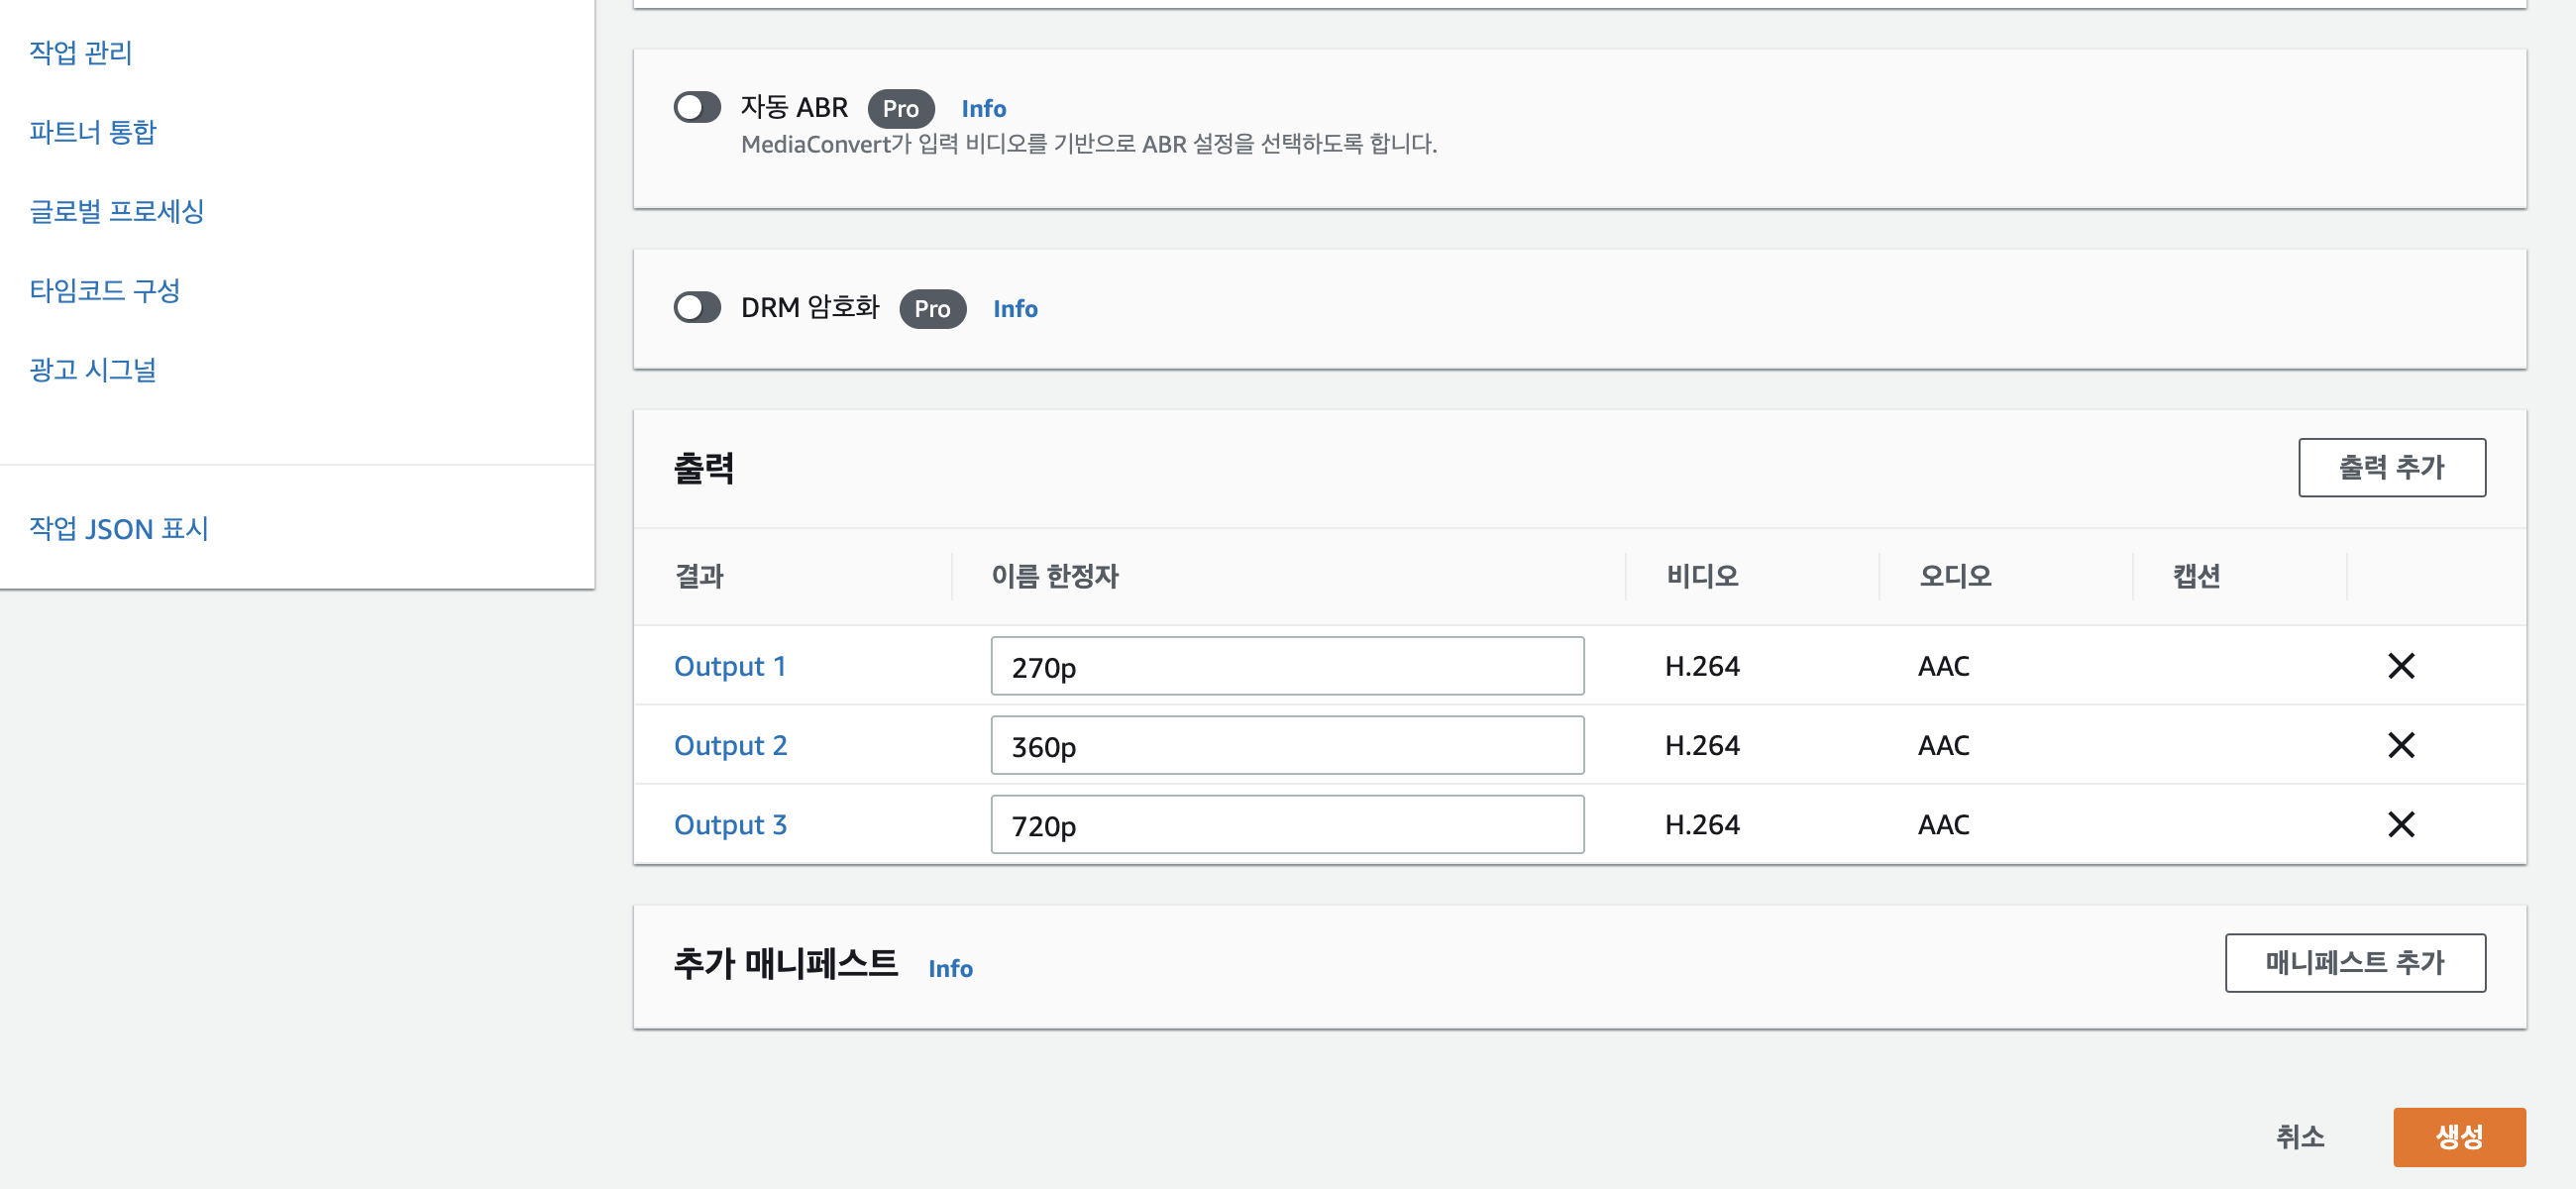 작업 관리
파트너 통합
글로벌 프로세싱
타임코드 구성
광고 시그널
작업 JSON 표시
자동 ABR Pro Info
MediaConvert가 입력 비디오를 기반으로 ABR 설정을 선택하도록 합니다.
DRM 암호화 Pro Info
출력 출력 추가
결과 이름 한정자 비디오 오디오 캡션
Output 1 270p H.264 AAC
Output 2 360p H.264 AAC
Output 3 720p H.264 AAC
추가 매니페스트 Info 매니페스트 추가
취소 생성